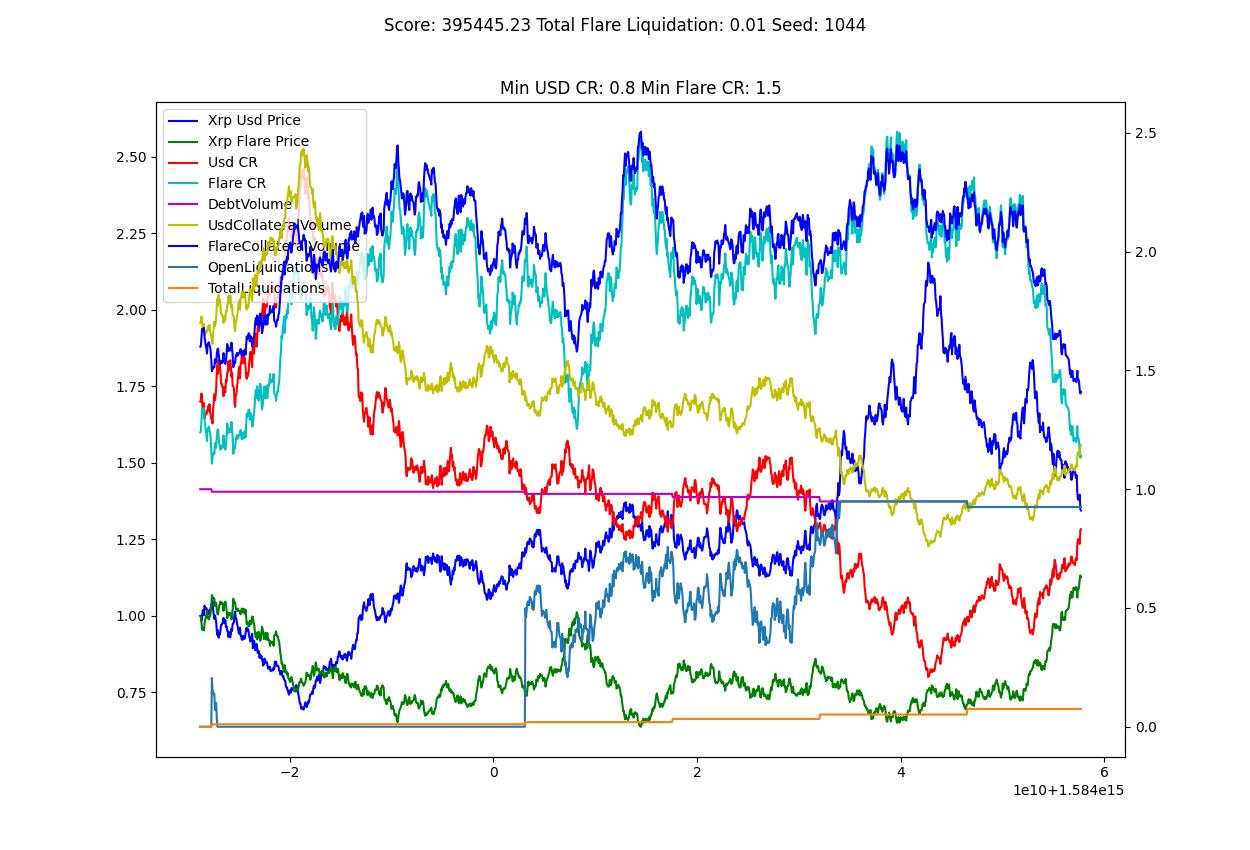 Score: 395445.23 Total Flare Liquidation: 0.01 Seed: 1044
Min USD CR: 0.8 Min Flare CR: 1.5
Xrp Usd Price
Xrp Flare Price
Usd CR
Flare CR
DebtVolume
UsdCollateralVolume
FlareCollateralVolume
OpenLiquidations
TotalLiquidations
2.50
2.25
2.00
1.75
1.50
1.25
1.00
0.75
2.5
2.0
1.5
1.0
0.5
0.0
−2 0 2 4 6
1e10+1.584e15